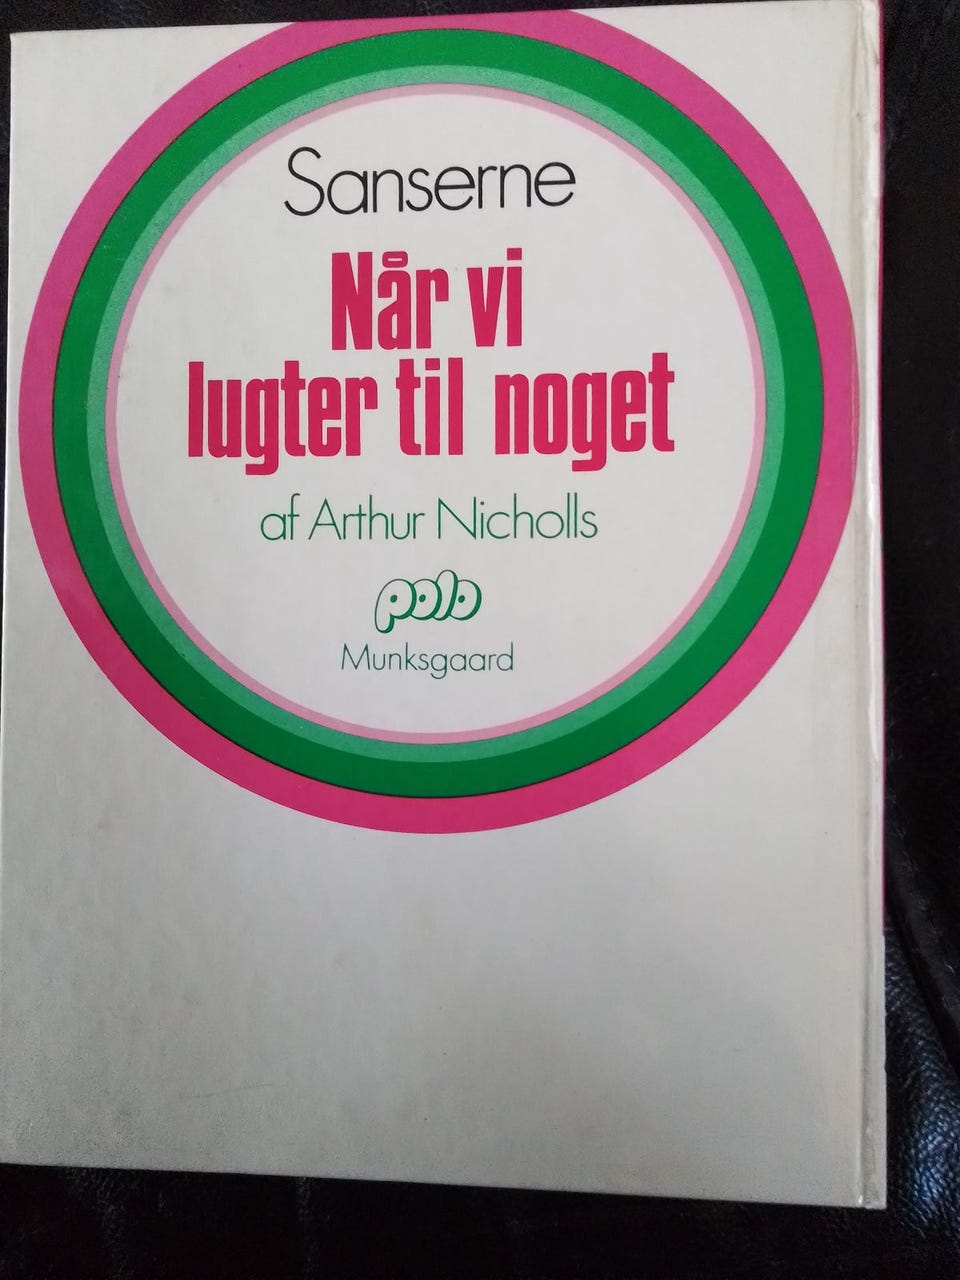 Sanserne
Når vi
lugter til noget
af Arthur Nicholls
polo
Munksgaard